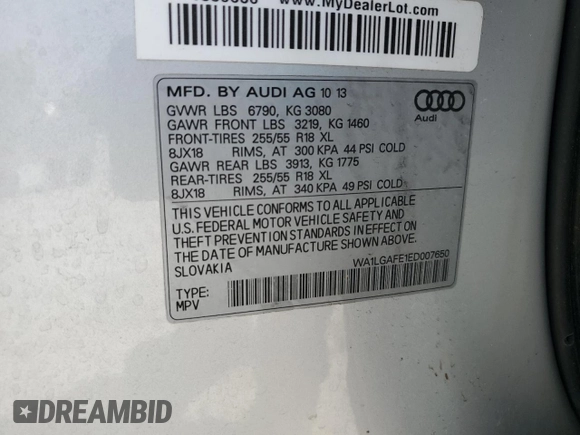 www.MyDealerLot.com
MFD. BY AUDI AG 10 13
GVWR LBS 6790, KG 3080
GAWR FRONT LBS 3219, KG 1460
FRONT-TIRES 255/55 R18 XL
8JX18 RIMS, AT 300 KPA 44 PSI COLD
GAWR REAR LBS 3913, KG 1775
REAR-TIRES 255/55 R18 XL
8JX18 RIMS, AT 340 KPA 49 PSI COLD
Audi
THIS VEHICLE CONFORMS TO ALL APPLICABLE
U.S. FEDERAL MOTOR VEHICLE SAFETY AND
THEFT PREVENTION STANDARDS IN EFFECT ON
THE DATE OF MANUFACTURE SHOWN ABOVE.
SLOVAKIA
WA1LGAFE1ED007650
TYPE:
MPV
DREAMBID